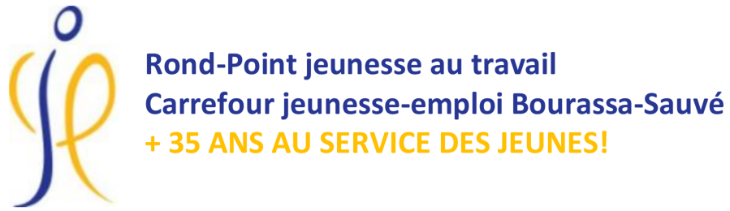 Rond-Point jeunesse au travail
Carrefour jeunesse-emploi Bourassa-Sauvé
+ 35 ANS AU SERVICE DES JEUNES!